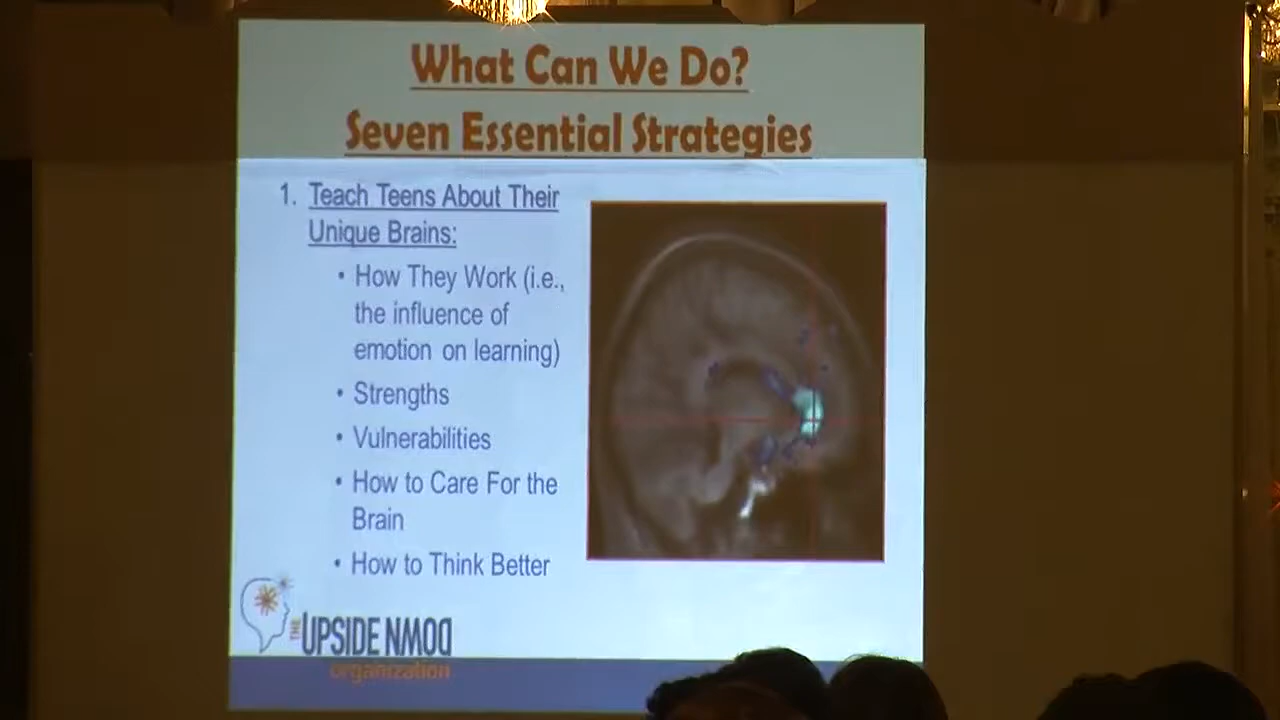 What Can We Do?
Seven Essential Strategies
1. Teach Teens About Their
Unique Brains:
• How They Work (i.e.,
the influence of
emotion on learning)
• Strengths
• Vulnerabilities
• How to Care For the
Brain
• How to Think Better
THE UPSIDE NMOD
organization